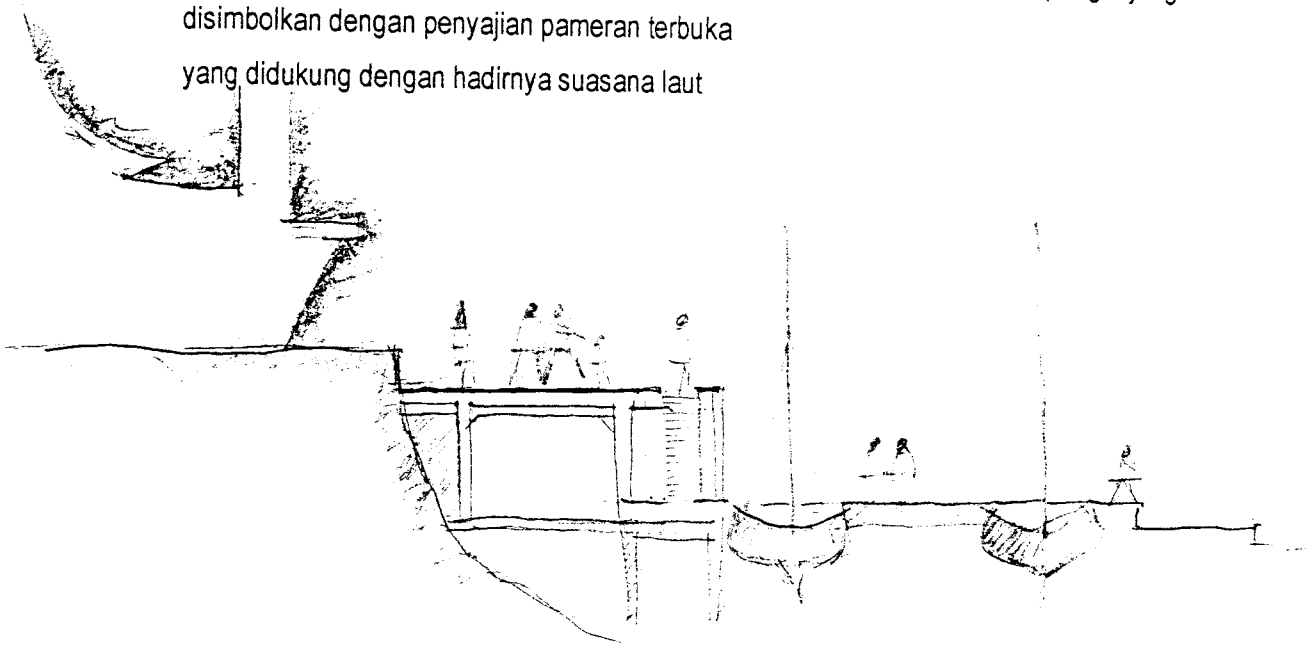 disimbolkan dengan penyajian pameran terbuka
yang didukung dengan hadirnya suasana laut